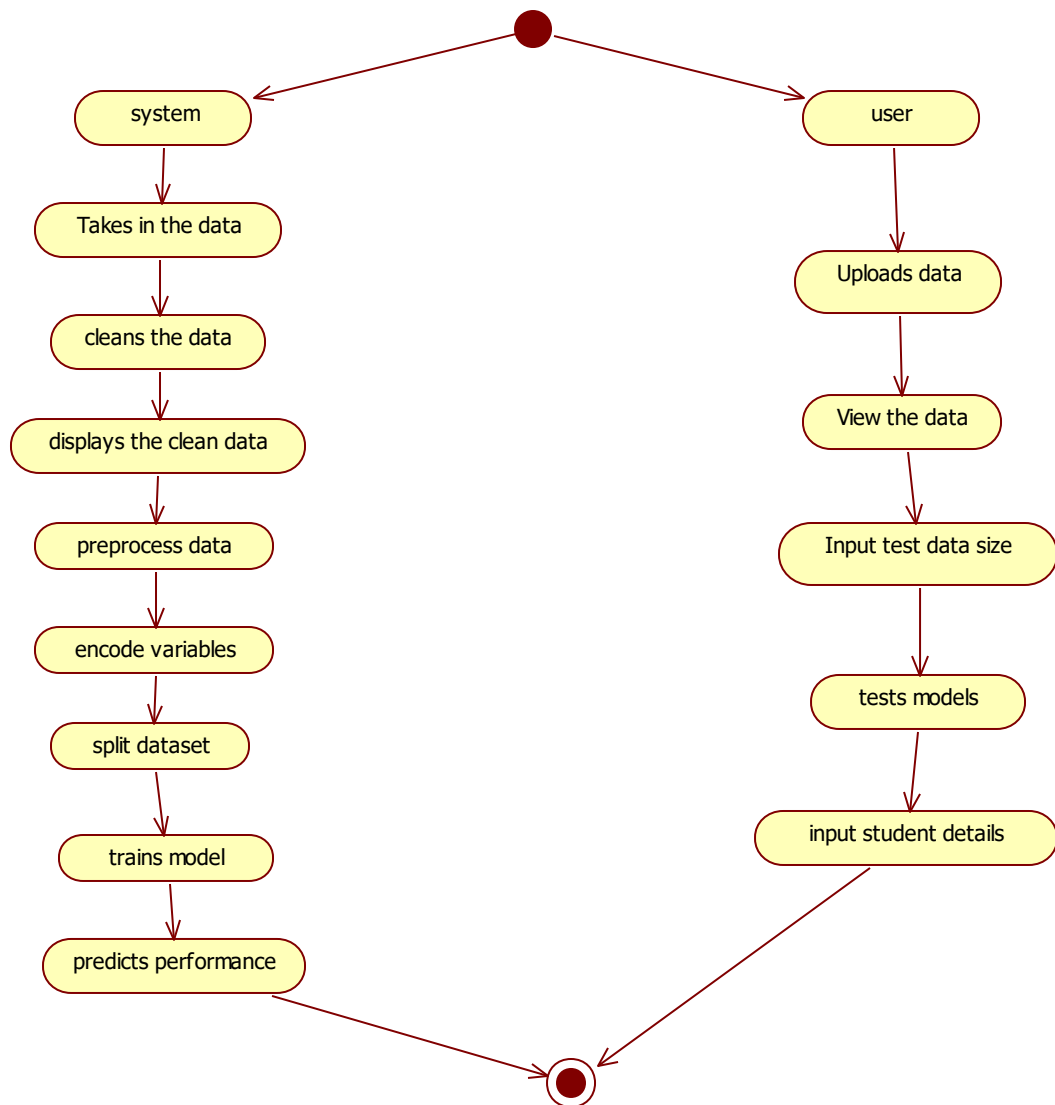 system
Takes in the data
cleans the data
displays the clean data
preprocess data
encode variables
split dataset
trains model
predicts performance
user
Uploads data
View the data
Input test data size
tests models
input student details